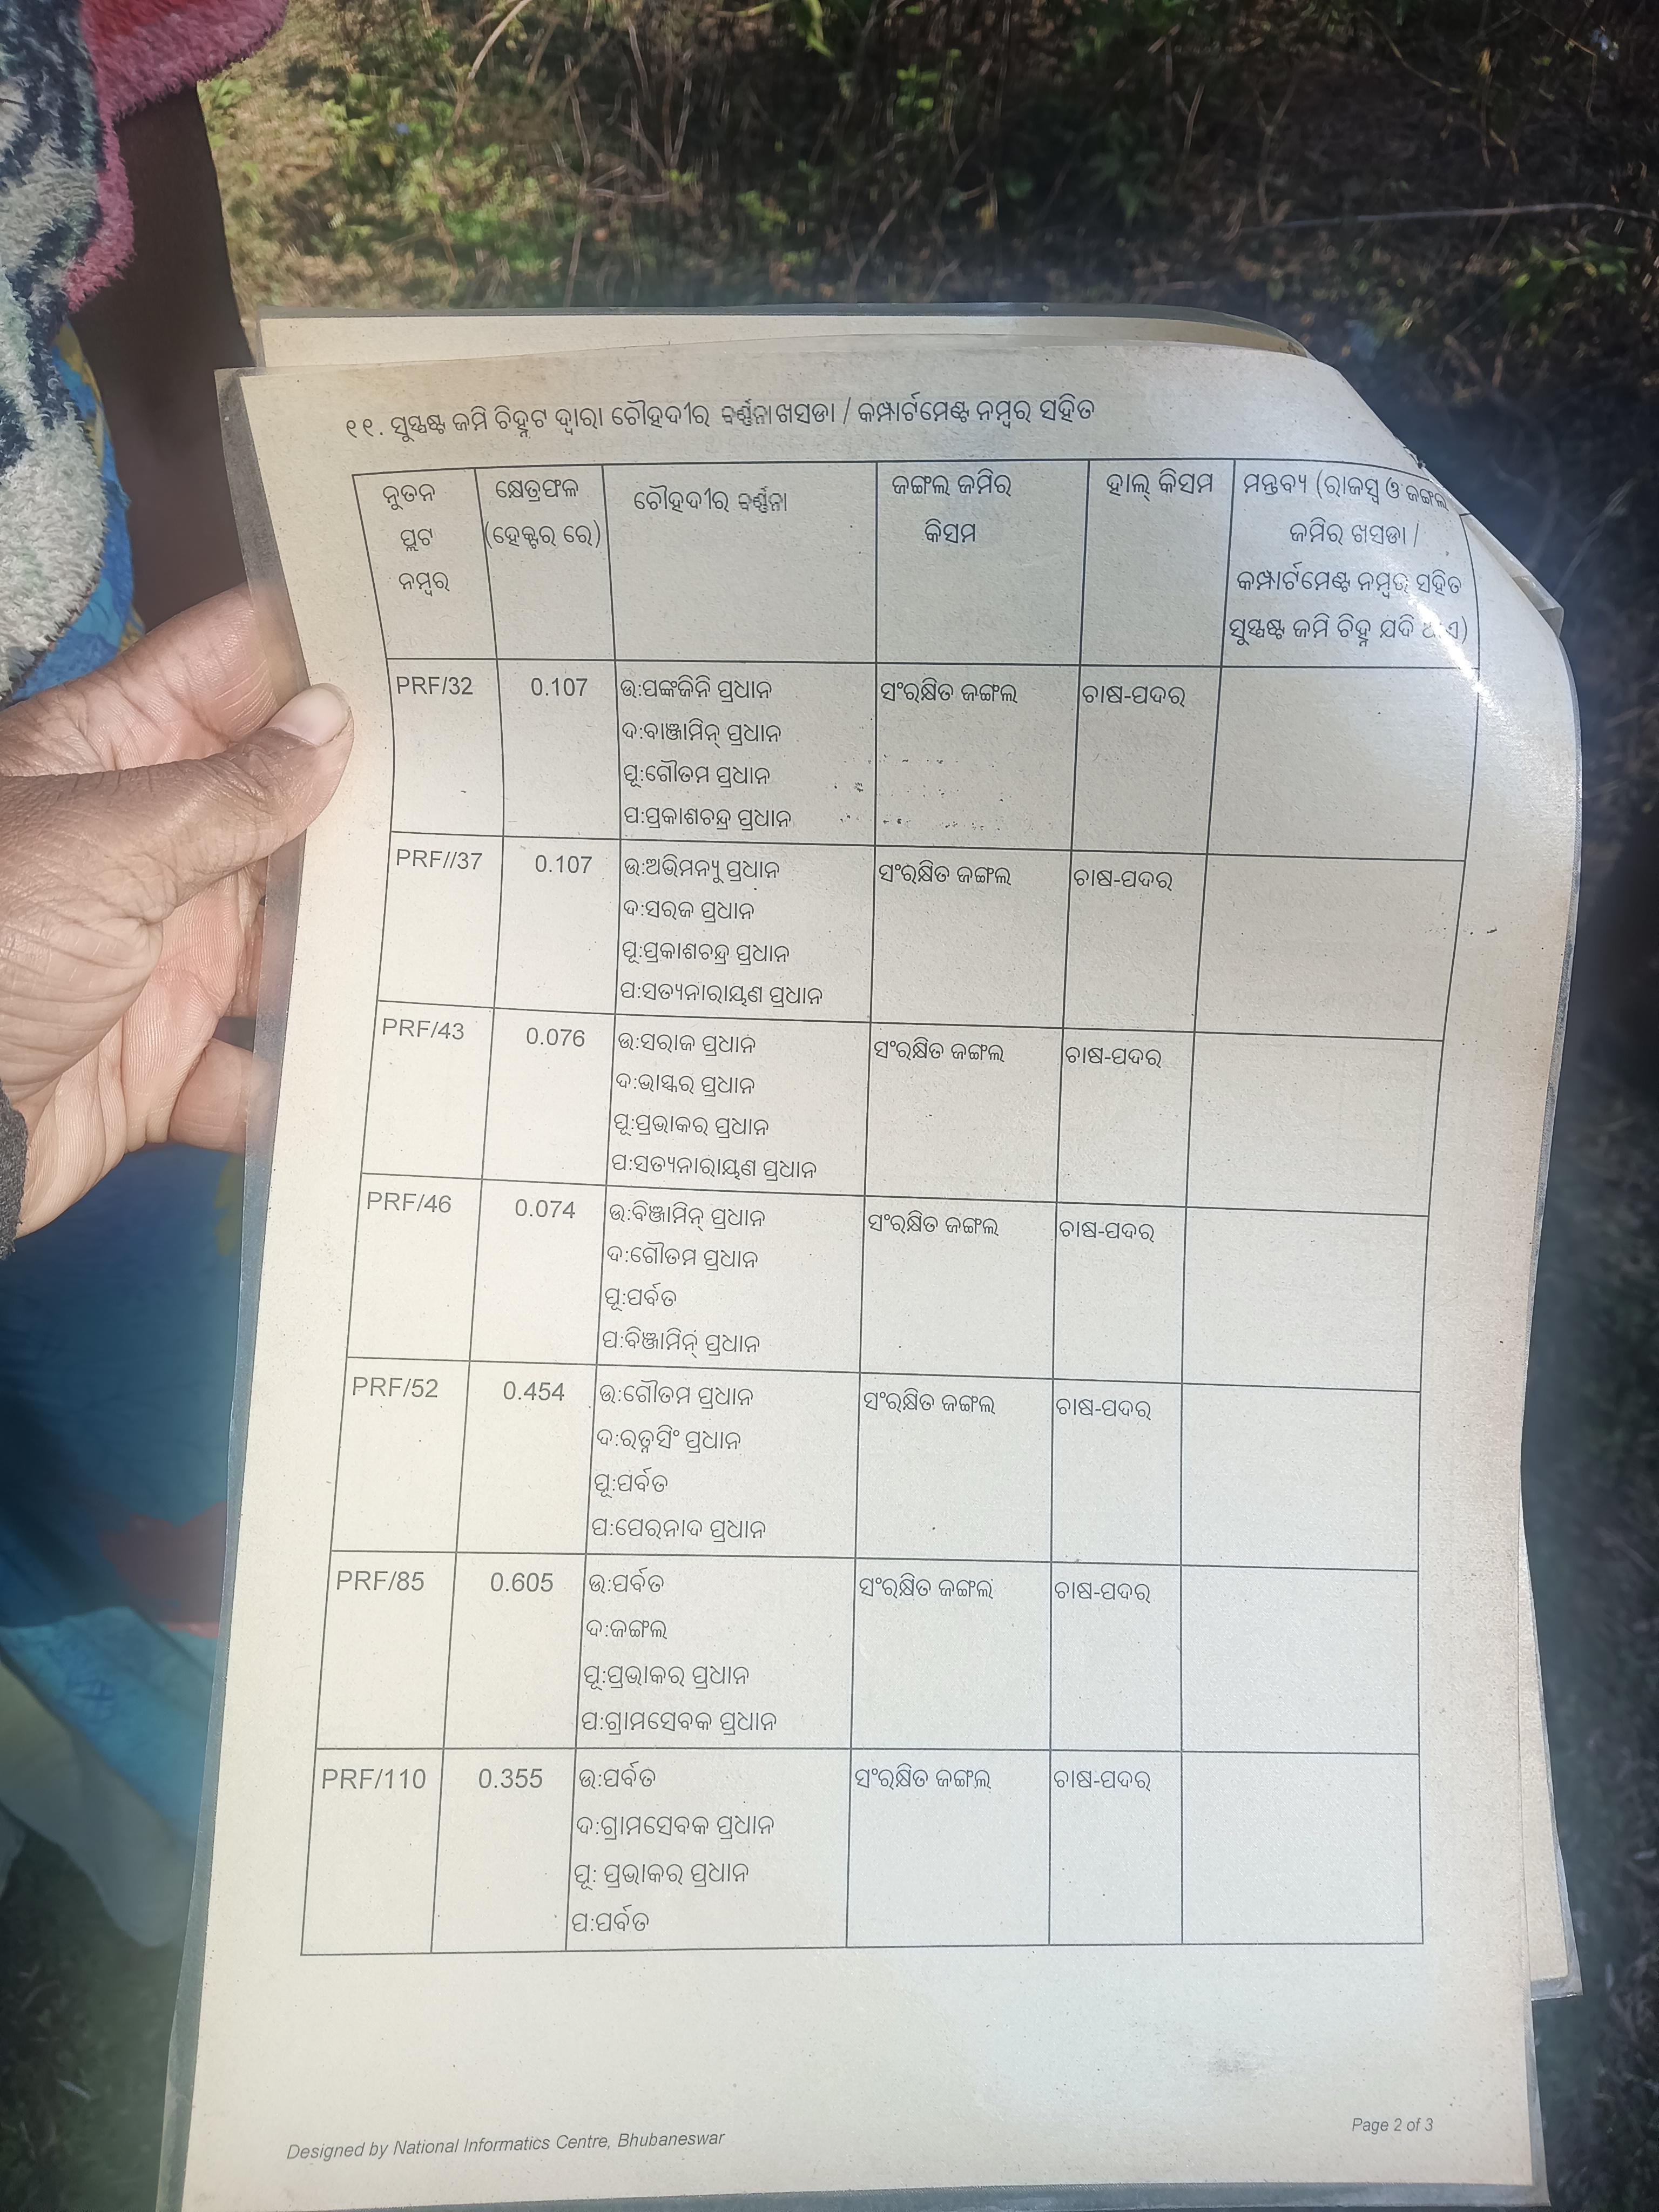 ୧୧. ସୁସ୍ପଷ୍ଟ ଜମି ଚିହ୍ନଟ ଦ୍ୱାରା ଚୌହଦୀର ବର୍ଣ୍ଣନା ଖସଡା / କମ୍ପାର୍ଟମେଣ୍ଟ ନମ୍ବର ସହିତ
ନୁତନ ପ୍ଲଟ ନମ୍ବର
କ୍ଷେତ୍ରଫଳ (ହେକ୍ଟର ରେ)
ଚୌହଦୀର ବର୍ଣ୍ଣନା
ଜଙ୍ଗଲ ଜମିର କିସମ
ହାଲ୍ କିସମ
ମନ୍ତବ୍ୟ (ରାଜସ୍ୱ ଓ ଜଙ୍ଗଲ
ଜମିର ଖସଡା /
କମ୍ପାର୍ଟମେଣ୍ଟ ନମ୍ବର ସହିତ
ସୁସ୍ପଷ୍ଟ ଜମି ଚିହ୍ନ ଯଦି
PRF/32 0.107 ଉ:ପଙ୍କଜିନି ପ୍ରଧାନ ସଂରକ୍ଷିତ ଜଙ୍ଗଲ ଚାଷ-ପଦର
ଦ:ବାଞ୍ଜାମିନ୍ ପ୍ରଧାନ
ପୂ:ଗୌତମ ପ୍ରଧାନ
ପ:ପ୍ରକାଶଚନ୍ଦ୍ର ପ୍ରଧାନ
PRF//37 0.107 ଉ:ଅଭିମନ୍ୟୁ ପ୍ରଧାନ ସଂରକ୍ଷିତ ଜଙ୍ଗଲ ଚାଷ-ପଦର
ଦ:ସରଜ ପ୍ରଧାନ
ପୂ:ପ୍ରକାଶଚନ୍ଦ୍ର ପ୍ରଧାନ
ପ:ସତ୍ୟନାରାୟଣ ପ୍ରଧାନ
PRF/43 0.076 ଉ:ସରାଜ ପ୍ରଧାନ ସଂରକ୍ଷିତ ଜଙ୍ଗଲ ଚାଷ-ପଦର
ଦ:ଭାସ୍କର ପ୍ରଧାନ
ପୂ:ପ୍ରଭାକର ପ୍ରଧାନ
ପ:ସତ୍ୟନାରାୟଣ ପ୍ରଧାନ
PRF/46 0.074 ଉ:ବିଞ୍ଜାମିନ୍ ପ୍ରଧାନ ସଂରକ୍ଷିତ ଜଙ୍ଗଲ ଚାଷ-ପଦର
ଦ:ଗୌତମ ପ୍ରଧାନ
ପୂ:ପର୍ବତ
ପ:ବିଞ୍ଜାମିନ୍ ପ୍ରଧାନ
PRF/52 0.454 ଉ:ଗୌତମ ପ୍ରଧାନ ସଂରକ୍ଷିତ ଜଙ୍ଗଲ ଚାଷ-ପଦର
ଦ:ରତ୍ନସିଂ ପ୍ରଧାନ
ପୂ:ପର୍ବତ
ପ:ପେରନାଦ ପ୍ରଧାନ
PRF/85 0.605 ଉ:ପର୍ବତ ସଂରକ୍ଷିତ ଜଙ୍ଗଲ ଚାଷ-ପଦର
ଦ:ଜଙ୍ଗଲ
ପୂ:ପ୍ରଭାକର ପ୍ରଧାନ
ପ:ଗ୍ରାମସେବକ ପ୍ରଧାନ
PRF/110 0.355 ଉ:ପର୍ବତ ସଂରକ୍ଷିତ ଜଙ୍ଗଲ ଚାଷ-ପଦର
ଦ:ଗ୍ରାମସେବକ ପ୍ରଧାନ
ପୂ: ପ୍ରଭାକର ପ୍ରଧାନ
ପ:ପର୍ବତ
Designed by National Informatics Centre, Bhubaneswar
Page 2 of 3